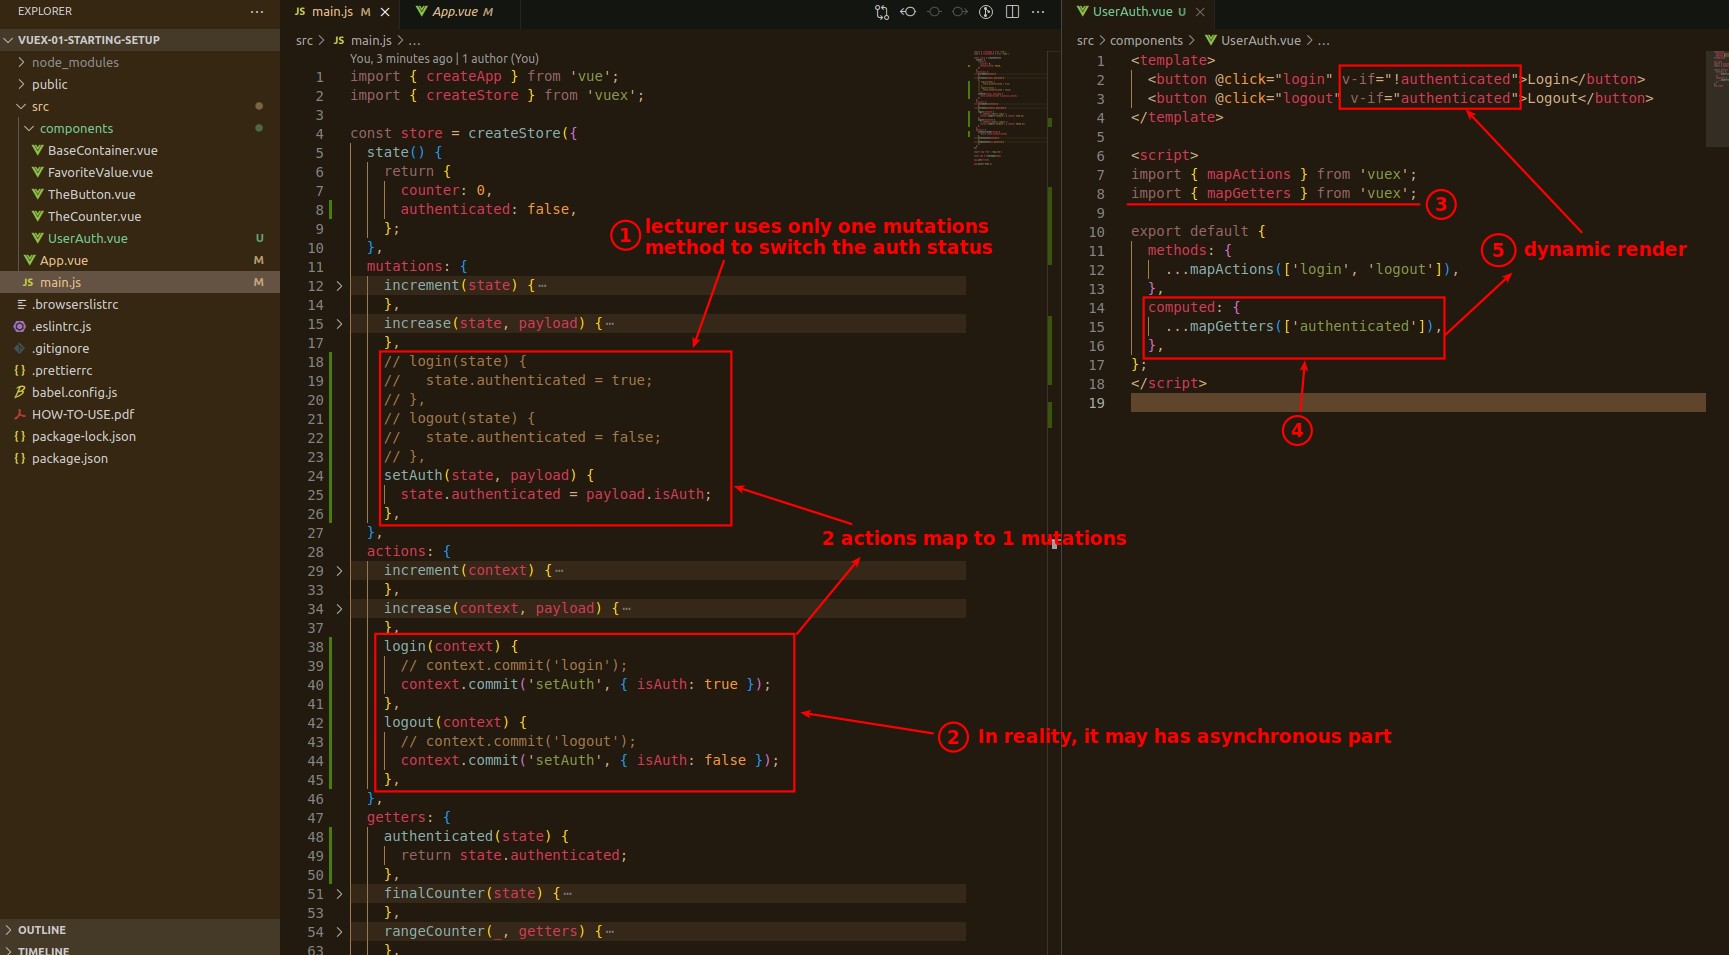 EXPLORER ···
VUEX-01-STARTING-SETUP
node_modules
public
src
components
BaseContainer.vue
FavoriteValue.vue
TheButton.vue
TheCounter.vue
UserAuth.vue U
App.vue M
JS main.js M
.browserslistrc
.eslintrc.js
.gitignore
{} .prettierrc
babel.config.js
HOW-TO-USE.pdf
{} package-lock.json
{} package.json
OUTLINE
TIMELINE
JS main.js M × App.vue M
src > JS main.js > ...
You, 3 minutes ago | 1 author (You)
1 import { createApp } from 'vue';
2 import { createStore } from 'vuex';
3
4 const store = createStore({
5 state() {
6 return {
7 counter: 0,
8 authenticated: false,
9 };
10 },
11 mutations: {
12 increment(state) {···
14 },
15 increase(state, payload) {···
17 },
18 // login(state) {
19 //   state.authenticated = true;
20 // },
21 // logout(state) {
22 //   state.authenticated = false;
23 // },
24 setAuth(state, payload) {
25 state.authenticated = payload.isAuth;
26 },
27 },
28 actions: {
29 increment(context) {···
33 },
34 increase(context, payload) {···
37 },
38 login(context) {
39 // context.commit('login');
40 context.commit('setAuth', { isAuth: true });
41 },
42 logout(context) {
43 // context.commit('logout');
44 context.commit('setAuth', { isAuth: false });
45 },
46 },
47 getters: {
48 authenticated(state) {
49 return state.authenticated;
50 },
51 finalCounter(state) {···
53 },
54 rangeCounter(_, getters) {···
63 },
1 lecturer uses only one mutations
method to switch the auth status
2 actions map to 1 mutations
2 In reality, it may has asynchronous part
UserAuth.vue U ×
src > components > UserAuth.vue > ...
1 <template>
2 <button @click="login" v-if="!authenticated">Login</button>
3 <button @click="logout" v-if="authenticated">Logout</button>
4 </template>
5
6 <script>
7 import { mapActions } from 'vuex';
8 import { mapGetters } from 'vuex';
9
10 export default {
11 methods: {
12 ...mapActions(['login', 'logout']),
13 },
14 computed: {
15 ...mapGetters(['authenticated']),
16 },
17 };
18 </script>
19
3
5 dynamic render
4